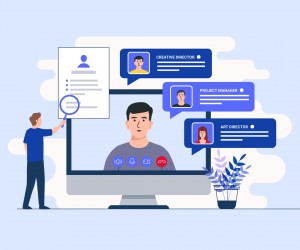 CREATIVE DIRECTOR
PROJECT MANAGER
ART DIRECTOR